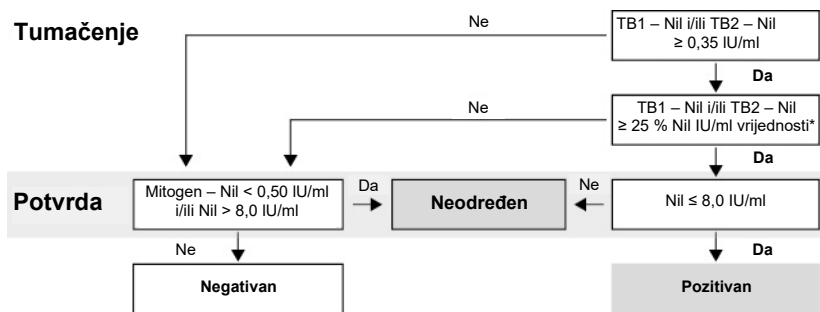 Tumačenje
Ne
TB1 – Nil i/ili TB2 – Nil
≥ 0,35 IU/ml
Da
Ne
TB1 – Nil i/ili TB2 – Nil
≥ 25 % Nil IU/ml vrijednosti*
Da
Potvrda
Mitogen – Nil < 0,50 IU/ml
i/ili Nil > 8,0 IU/ml
Da
Neodređen
Ne
Nil ≤ 8,0 IU/ml
Ne
Da
Negativan
Pozitivan